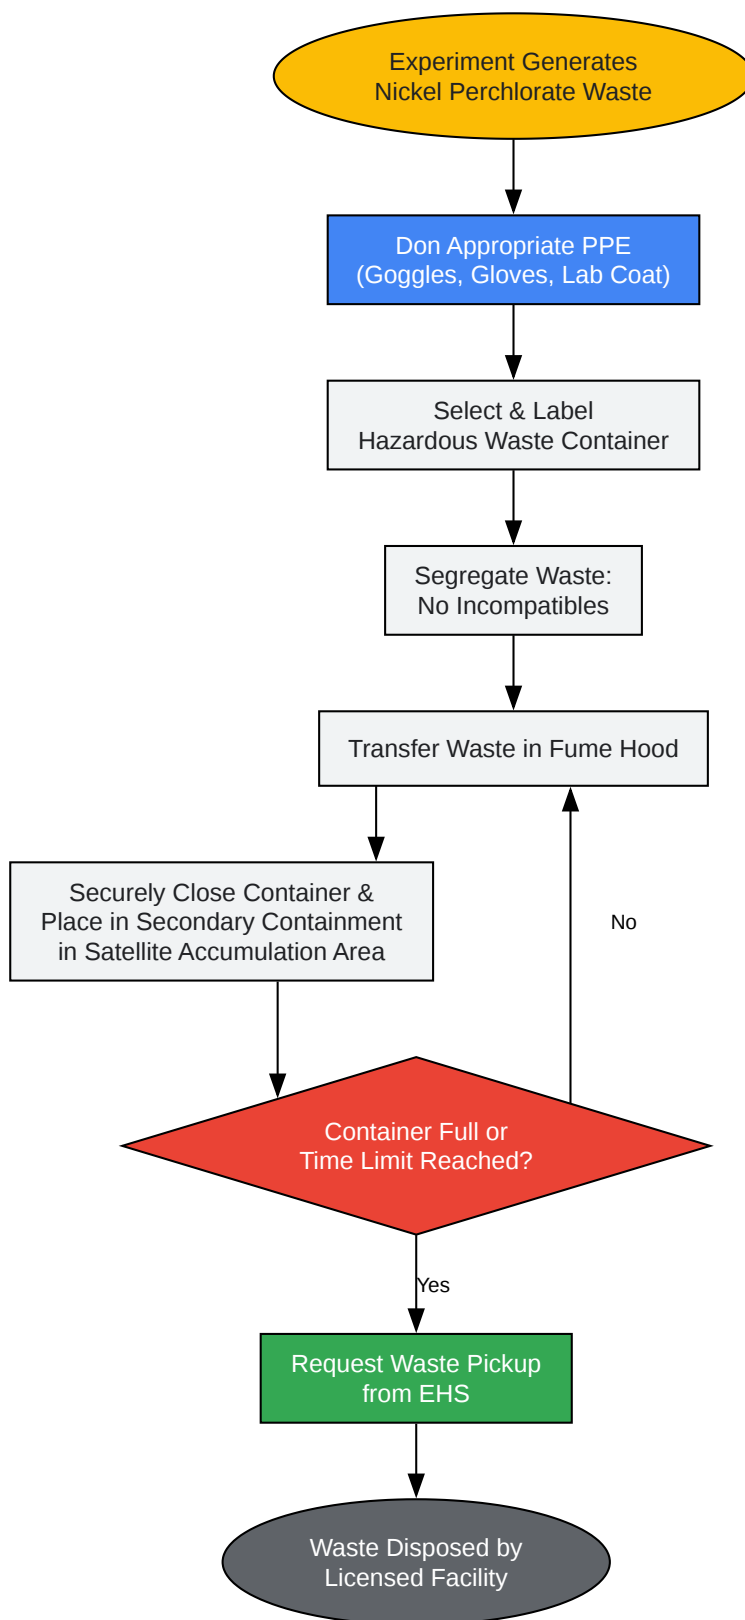 Experiment Generates
Nickel Perchlorate Waste
Don Appropriate PPE
(Goggles, Gloves, Lab Coat)
Select & Label
Hazardous Waste Container
Segregate Waste:
No Incompatibles
Transfer Waste in Fume Hood
Securely Close Container &
Place in Secondary Containment
in Satellite Accumulation Area
No
Container Full or
Time Limit Reached?
Yes
Request Waste Pickup
from EHS
Waste Disposed by
Licensed Facility